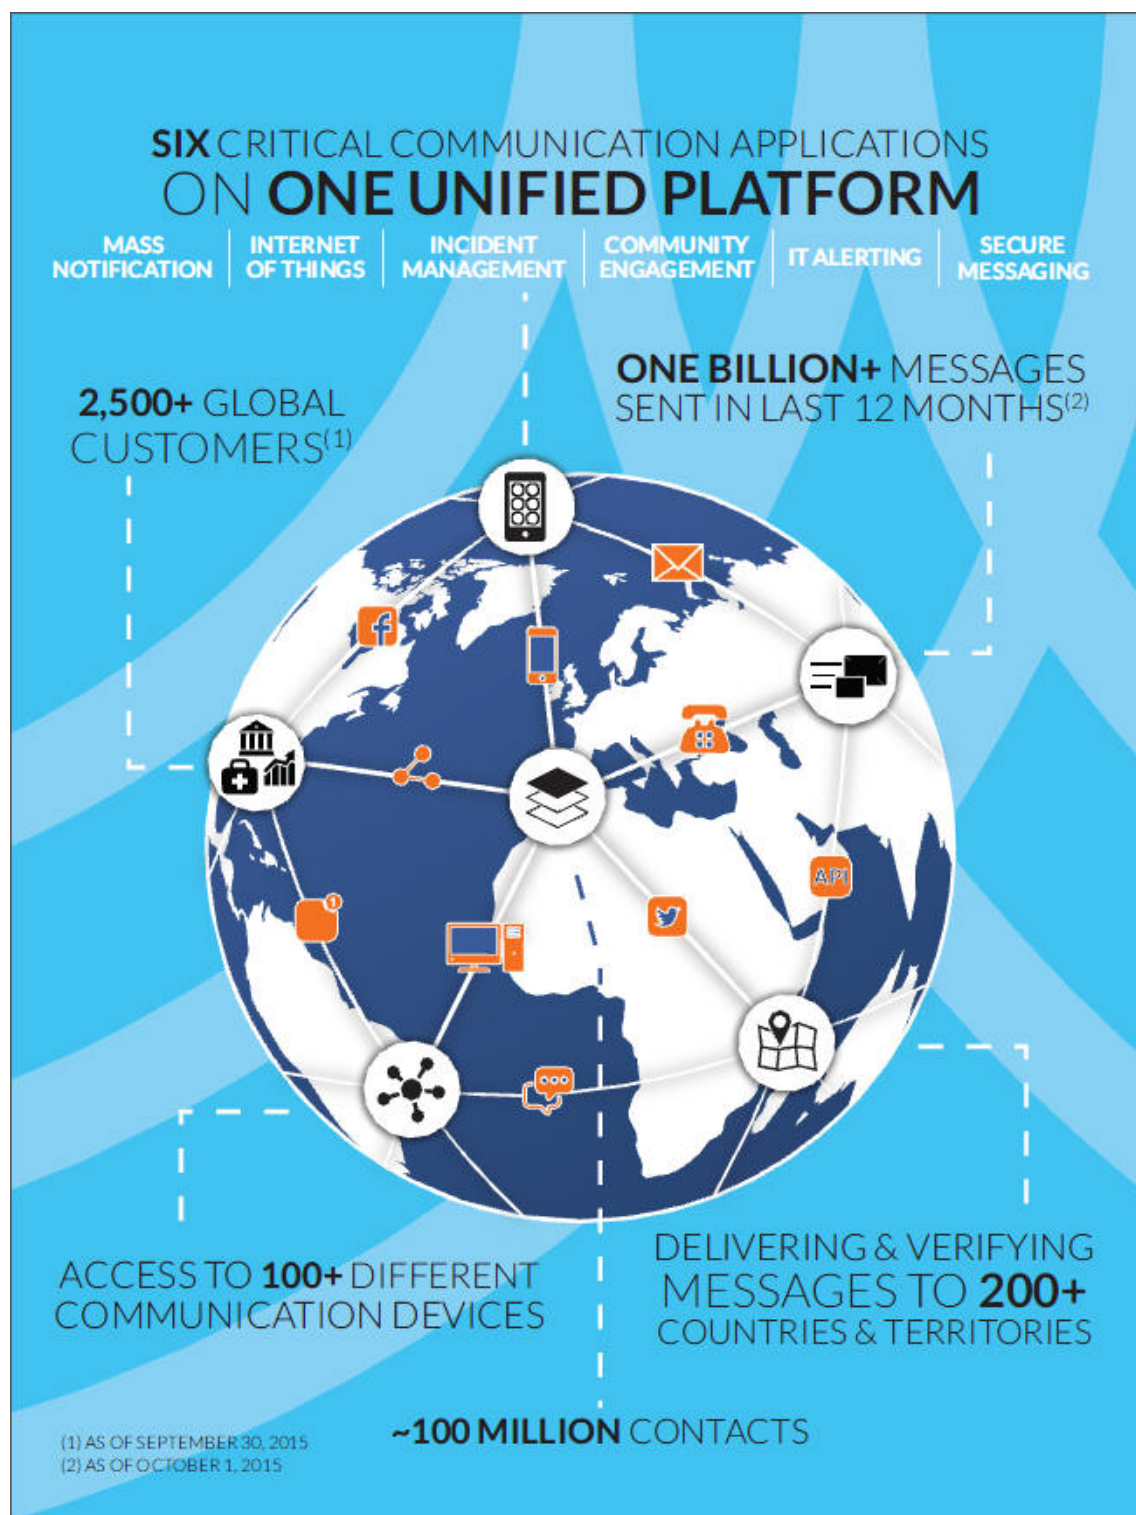 SIX CRITICAL COMMUNICATION APPLICATIONS
ON ONE UNIFIED PLATFORM
MASS
NOTIFICATION
INTERNET
OF THINGS
INCIDENT
MANAGEMENT
COMMUNITY
ENGAGEMENT
IT ALERTING
SECURE
MESSAGING
2,500+ GLOBAL
CUSTOMERS(1)
ONE BILLION+ MESSAGES
SENT IN LAST 12 MONTHS(2)
f
API
1
ACCESS TO 100+ DIFFERENT
COMMUNICATION DEVICES
DELIVERING & VERIFYING
MESSAGES TO 200+
COUNTRIES & TERRITORIES
~100 MILLION CONTACTS
(1) AS OF SEPTEMBER 30, 2015
(2) AS OF OCTOBER 1, 2015